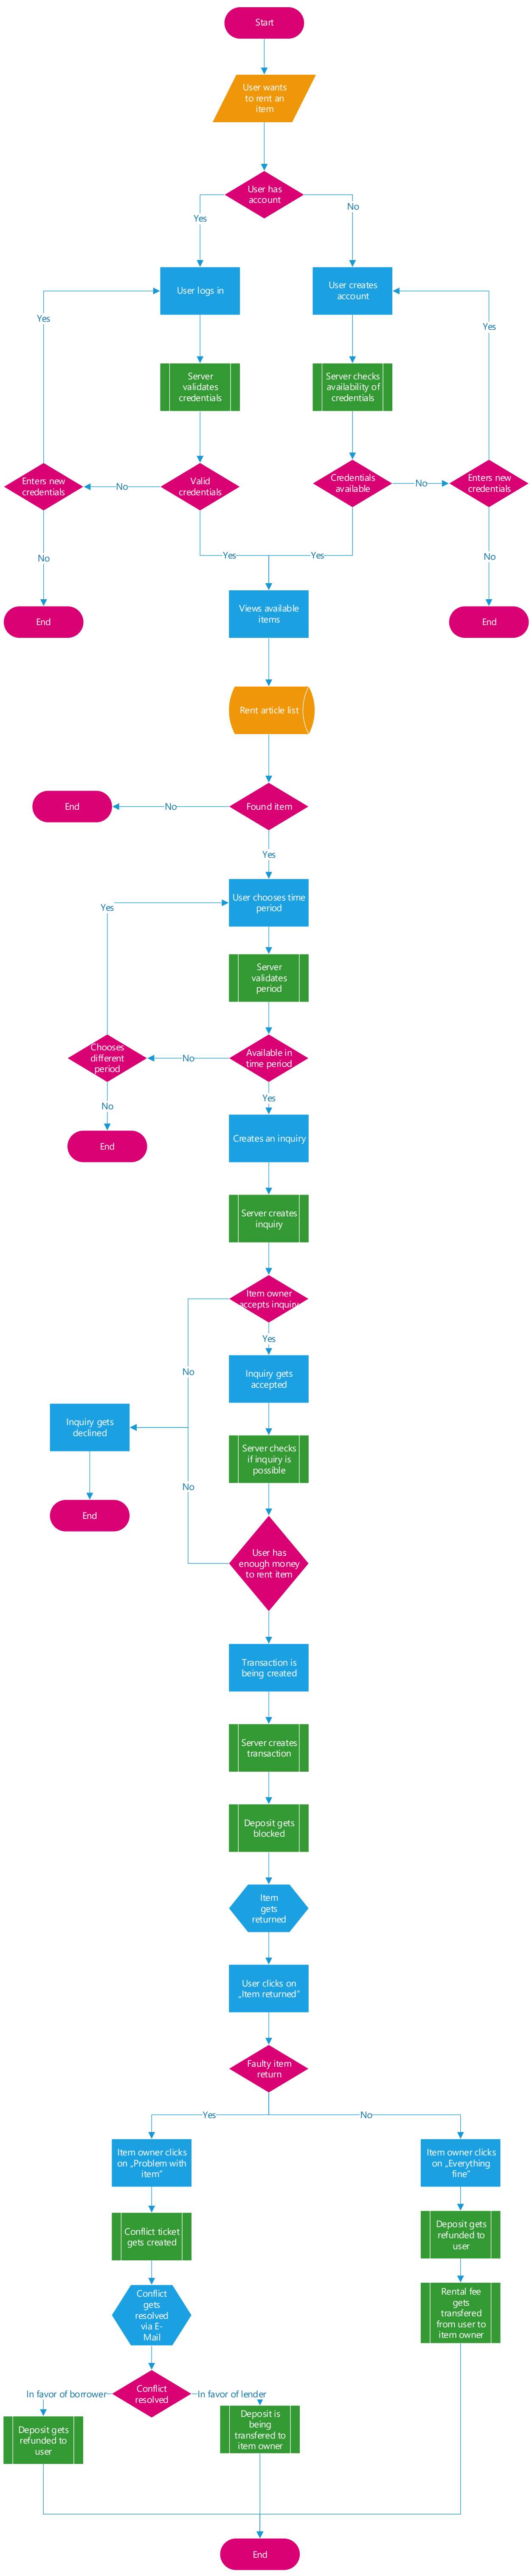 Start
User wants
to rent an
item
User has
account
Yes
No
User logs in
User creates
account
Yes
Yes
Server
validates
credentials
Server checks
availability of
credentials
Enters new
credentials
No
Valid
credentials
Credentials
available
No
Enters new
credentials
No
Yes
Yes
No
End
Views available
items
End
Rent article list
End
No
Found item
Yes
User chooses time
period
Yes
Server
validates
period
Chooses
different
period
No
Available in
time period
No
Yes
End
Creates an inquiry
Server creates
inquiry
Item owner
accepts inquiry
Yes
No
Inquiry gets
accepted
Inquiry gets
declined
Server checks
if inquiry is
possible
No
End
User has
enough money
to rent item
Transaction is
being created
Server creates
transaction
Deposit gets
blocked
Item
gets
returned
User clicks on
„Item returned“
Faulty item
return
Yes
No
Item owner clicks
on „Problem with
item“
Item owner clicks
on „Everything
fine“
Conflict ticket
gets created
Deposit gets
refunded to
user
Conflict
gets
resolved
via E-
Mail
Rental fee
gets
transfered
from user to
item owner
In favor of borrower
Conflict
resolved
In favor of lender
Deposit gets
refunded to
user
Deposit is
being
transfered to
item owner
End